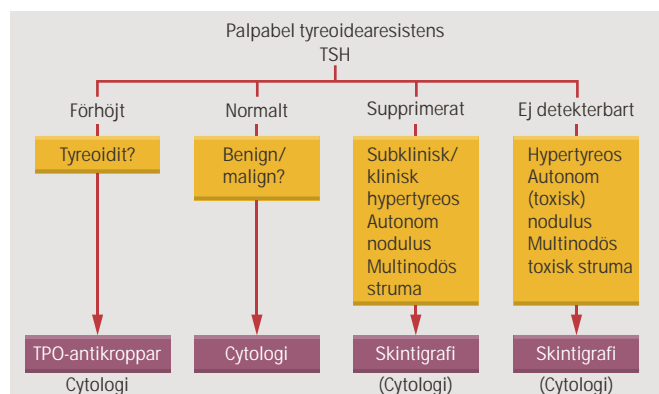 Palpabel tyreoidearesistens
TSH
Förhöjt
Normalt
Supprimerat
Ej detekterbart
Tyreoidit?
Benign/
malign?
Subklinisk/
klinisk
hypertyreos
Autonom
nodulus
Multinodös
struma
Hypertyreos
Autonom
(toxisk)
nodulus
Multinodös
toxisk struma
TPO-antikroppar
Cytologi
Cytologi
Skintigrafi
(Cytologi)
Skintigrafi
(Cytologi)